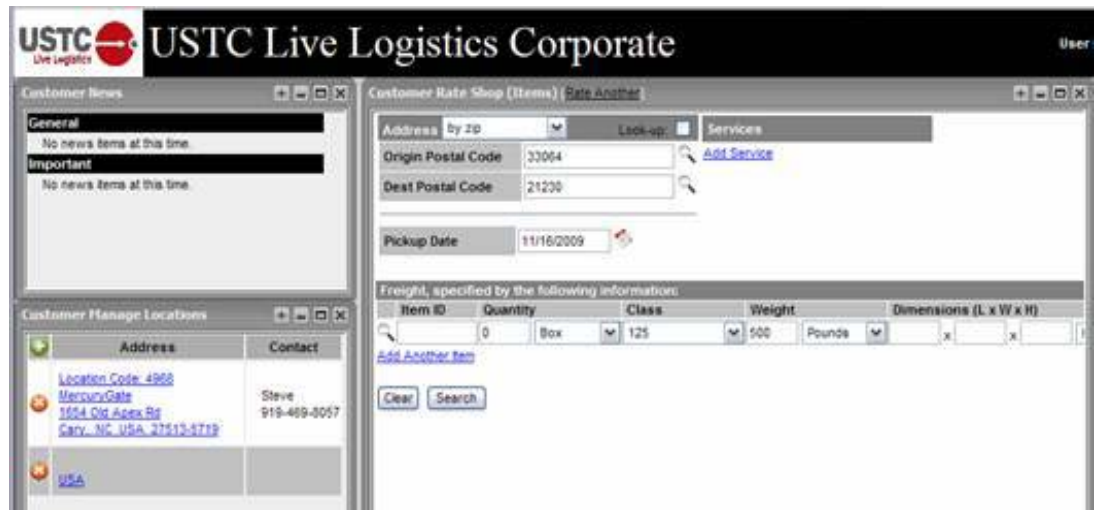 USTC
Live Logistics
USTC Live Logistics Corporate
User
Customer News
General
No news items at this time.
Important
No news items at this time.
Customer Manage Locations
Address Contact
Location Code: 4968
MercuryGate
1654 Old Apex Rd
Cary, NC USA 27513-5719
Steve
919-469-8057
USA
Customer Rate Shop (Items) [Rate Another]
Address by zip Look-up:
Services
Origin Postal Code 33064
Add Service
Dest Postal Code 21230
Pickup Date 11/16/2009
Freight, specified by the following information:
Item ID Quantity Class Weight Dimensions (L x W x H)
0 Box 125 500 Pounds x x
Add Another Item
Clear Search